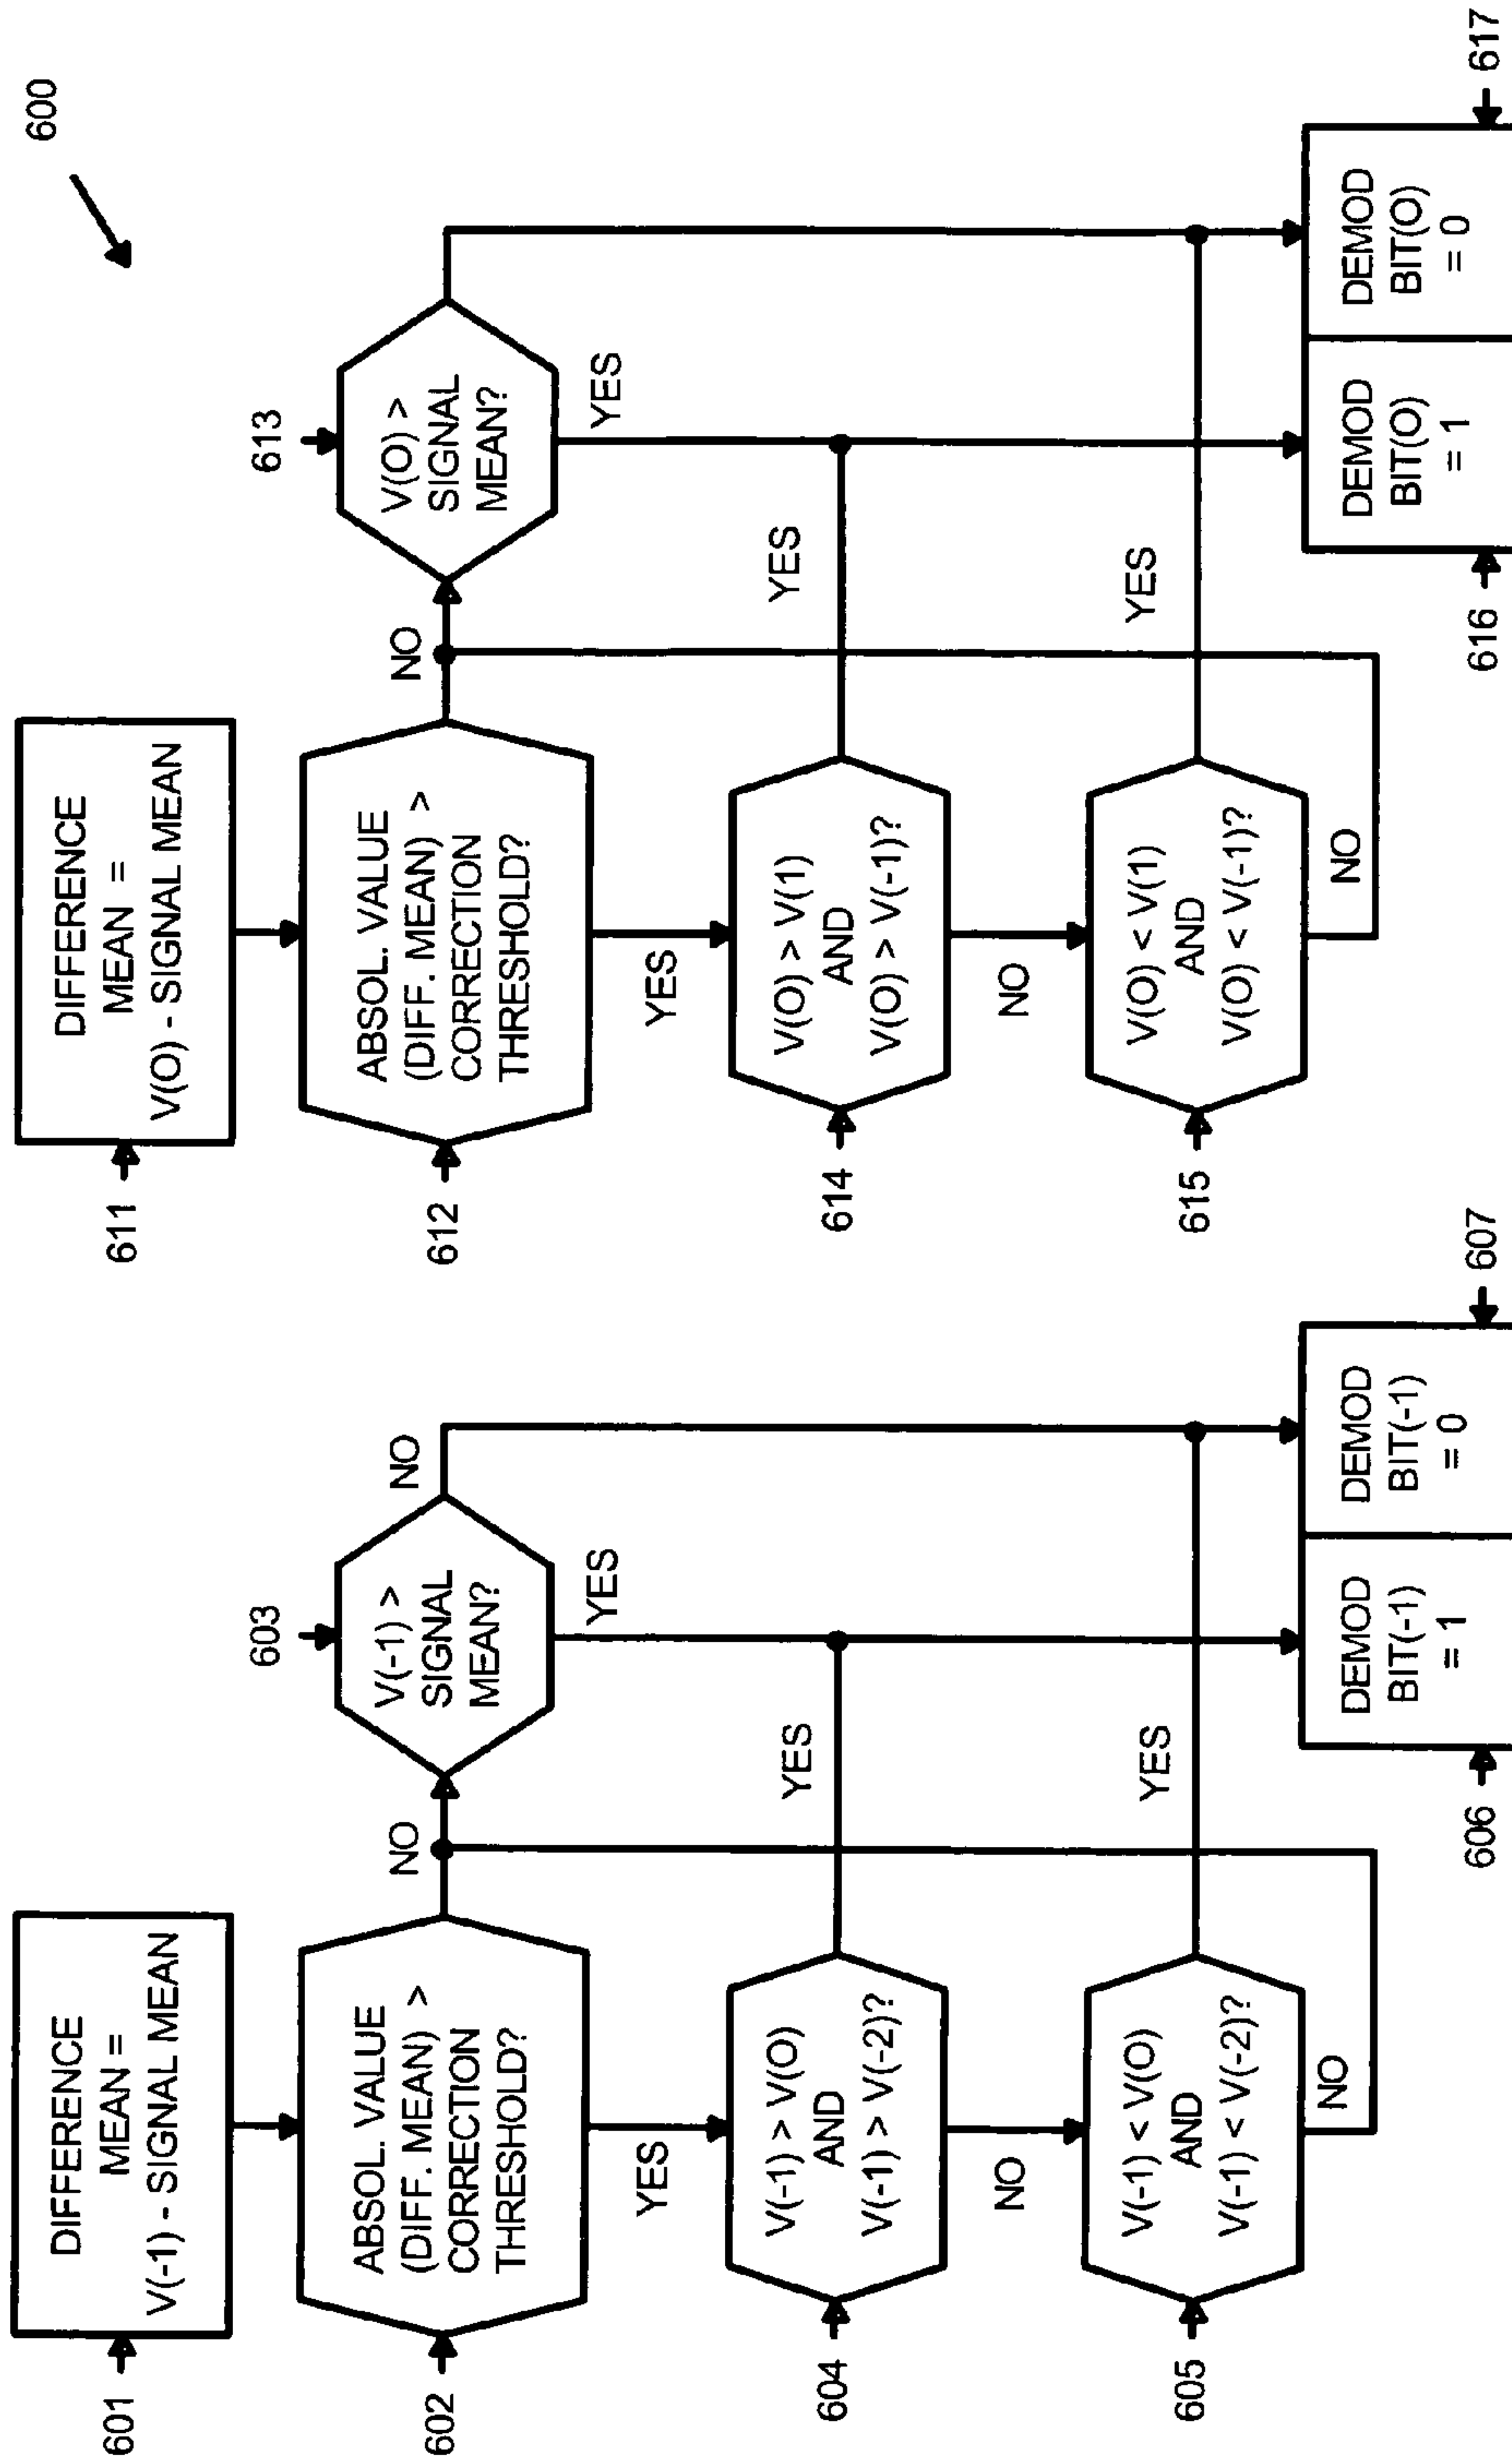 600
601
DIFFERENCE
MEAN =
V(-1) - SIGNAL MEAN
602
ABSOL. VALUE
(DIFF. MEAN) >
CORRECTION
THRESHOLD?
NO
YES
603
V(-1) >
SIGNAL
MEAN?
NO
YES
604
V(-1) > V(O)
AND
V(-1) > V(-2)?
YES
NO
605
V(-1) < V(O)
AND
V(-1) < V(-2)?
YES
NO
606
DEMOD
BIT(-1)
= 1
DEMOD
BIT(-1)
= 0
607
611
DIFFERENCE
MEAN =
V(O) - SIGNAL MEAN
612
ABSOL. VALUE
(DIFF. MEAN) >
CORRECTION
THRESHOLD?
NO
YES
613
V(O) >
SIGNAL
MEAN?
YES
614
V(O) > V(1)
AND
V(O) > V(-1)?
YES
NO
615
V(O) < V(1)
AND
V(O) < V(-1)?
YES
NO
616
DEMOD
BIT(O)
= 1
DEMOD
BIT(O)
= 0
617